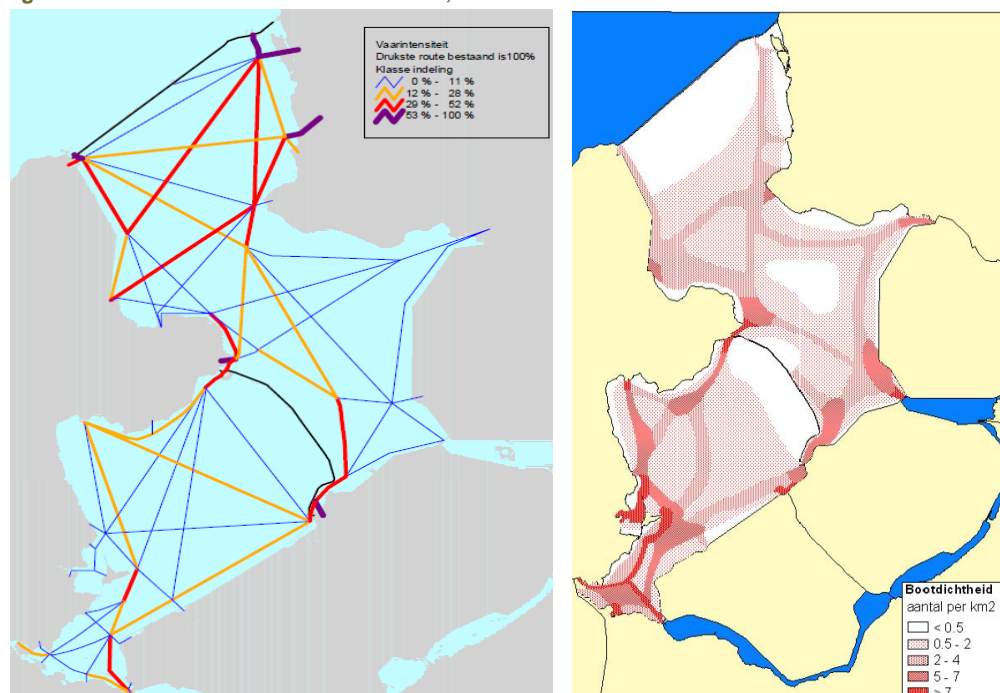 Vaarintensiteit
Drukste route bestaand is100%
Klasse indeling
0 % - 11 %
12 % - 28 %
29 % - 52 %
53 % - 100 %
Bootdichtheid
aantal per km2
< 0.5
0.5 - 2
2 - 4
5 - 7
> 7